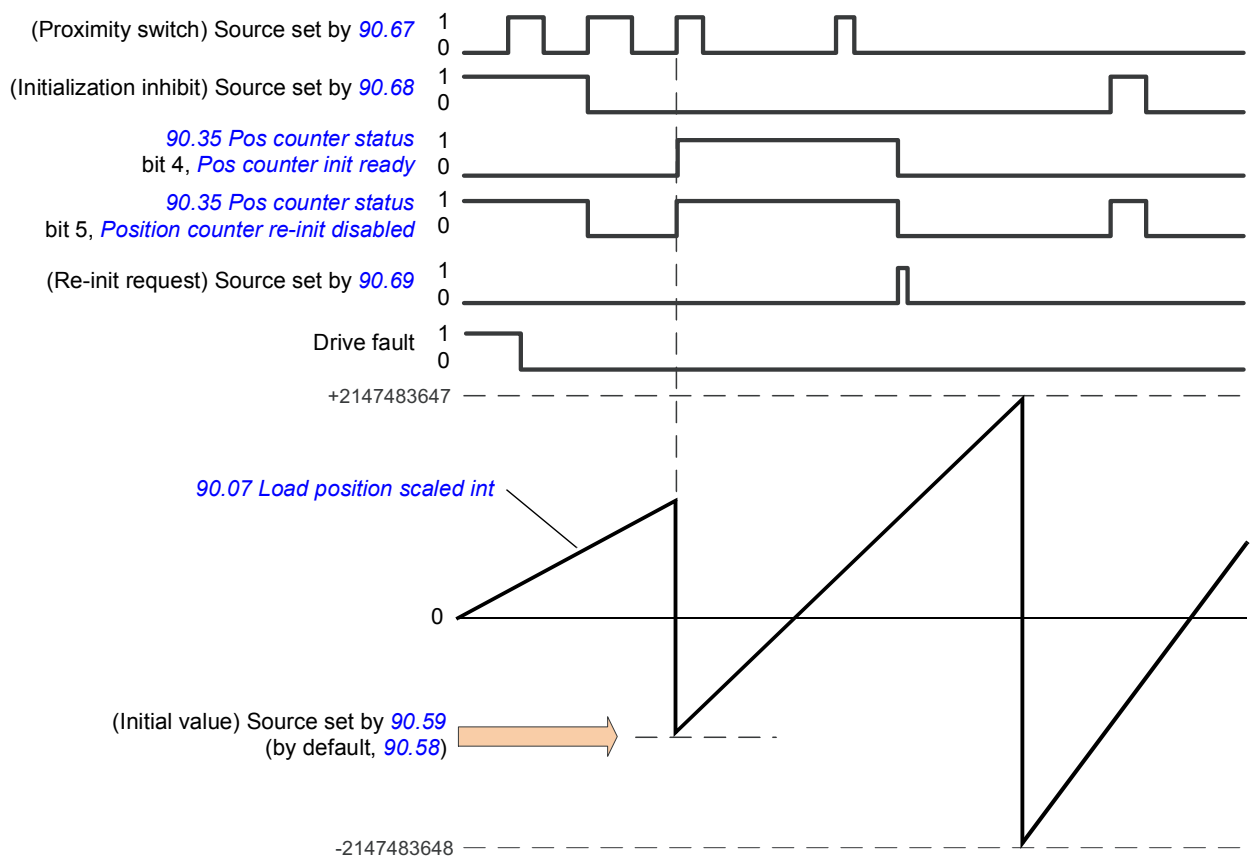 (Proximity switch) Source set by 90.67
1
0
(Initialization inhibit) Source set by 90.68
1
0
90.35 Pos counter status
bit 4, Pos counter init ready
1
0
90.35 Pos counter status
bit 5, Position counter re-init disabled
1
0
(Re-init request) Source set by 90.69
1
0
Drive fault
1
0
+2147483647
90.07 Load position scaled int
0
(Initial value) Source set by 90.59
(by default, 90.58)
-2147483648